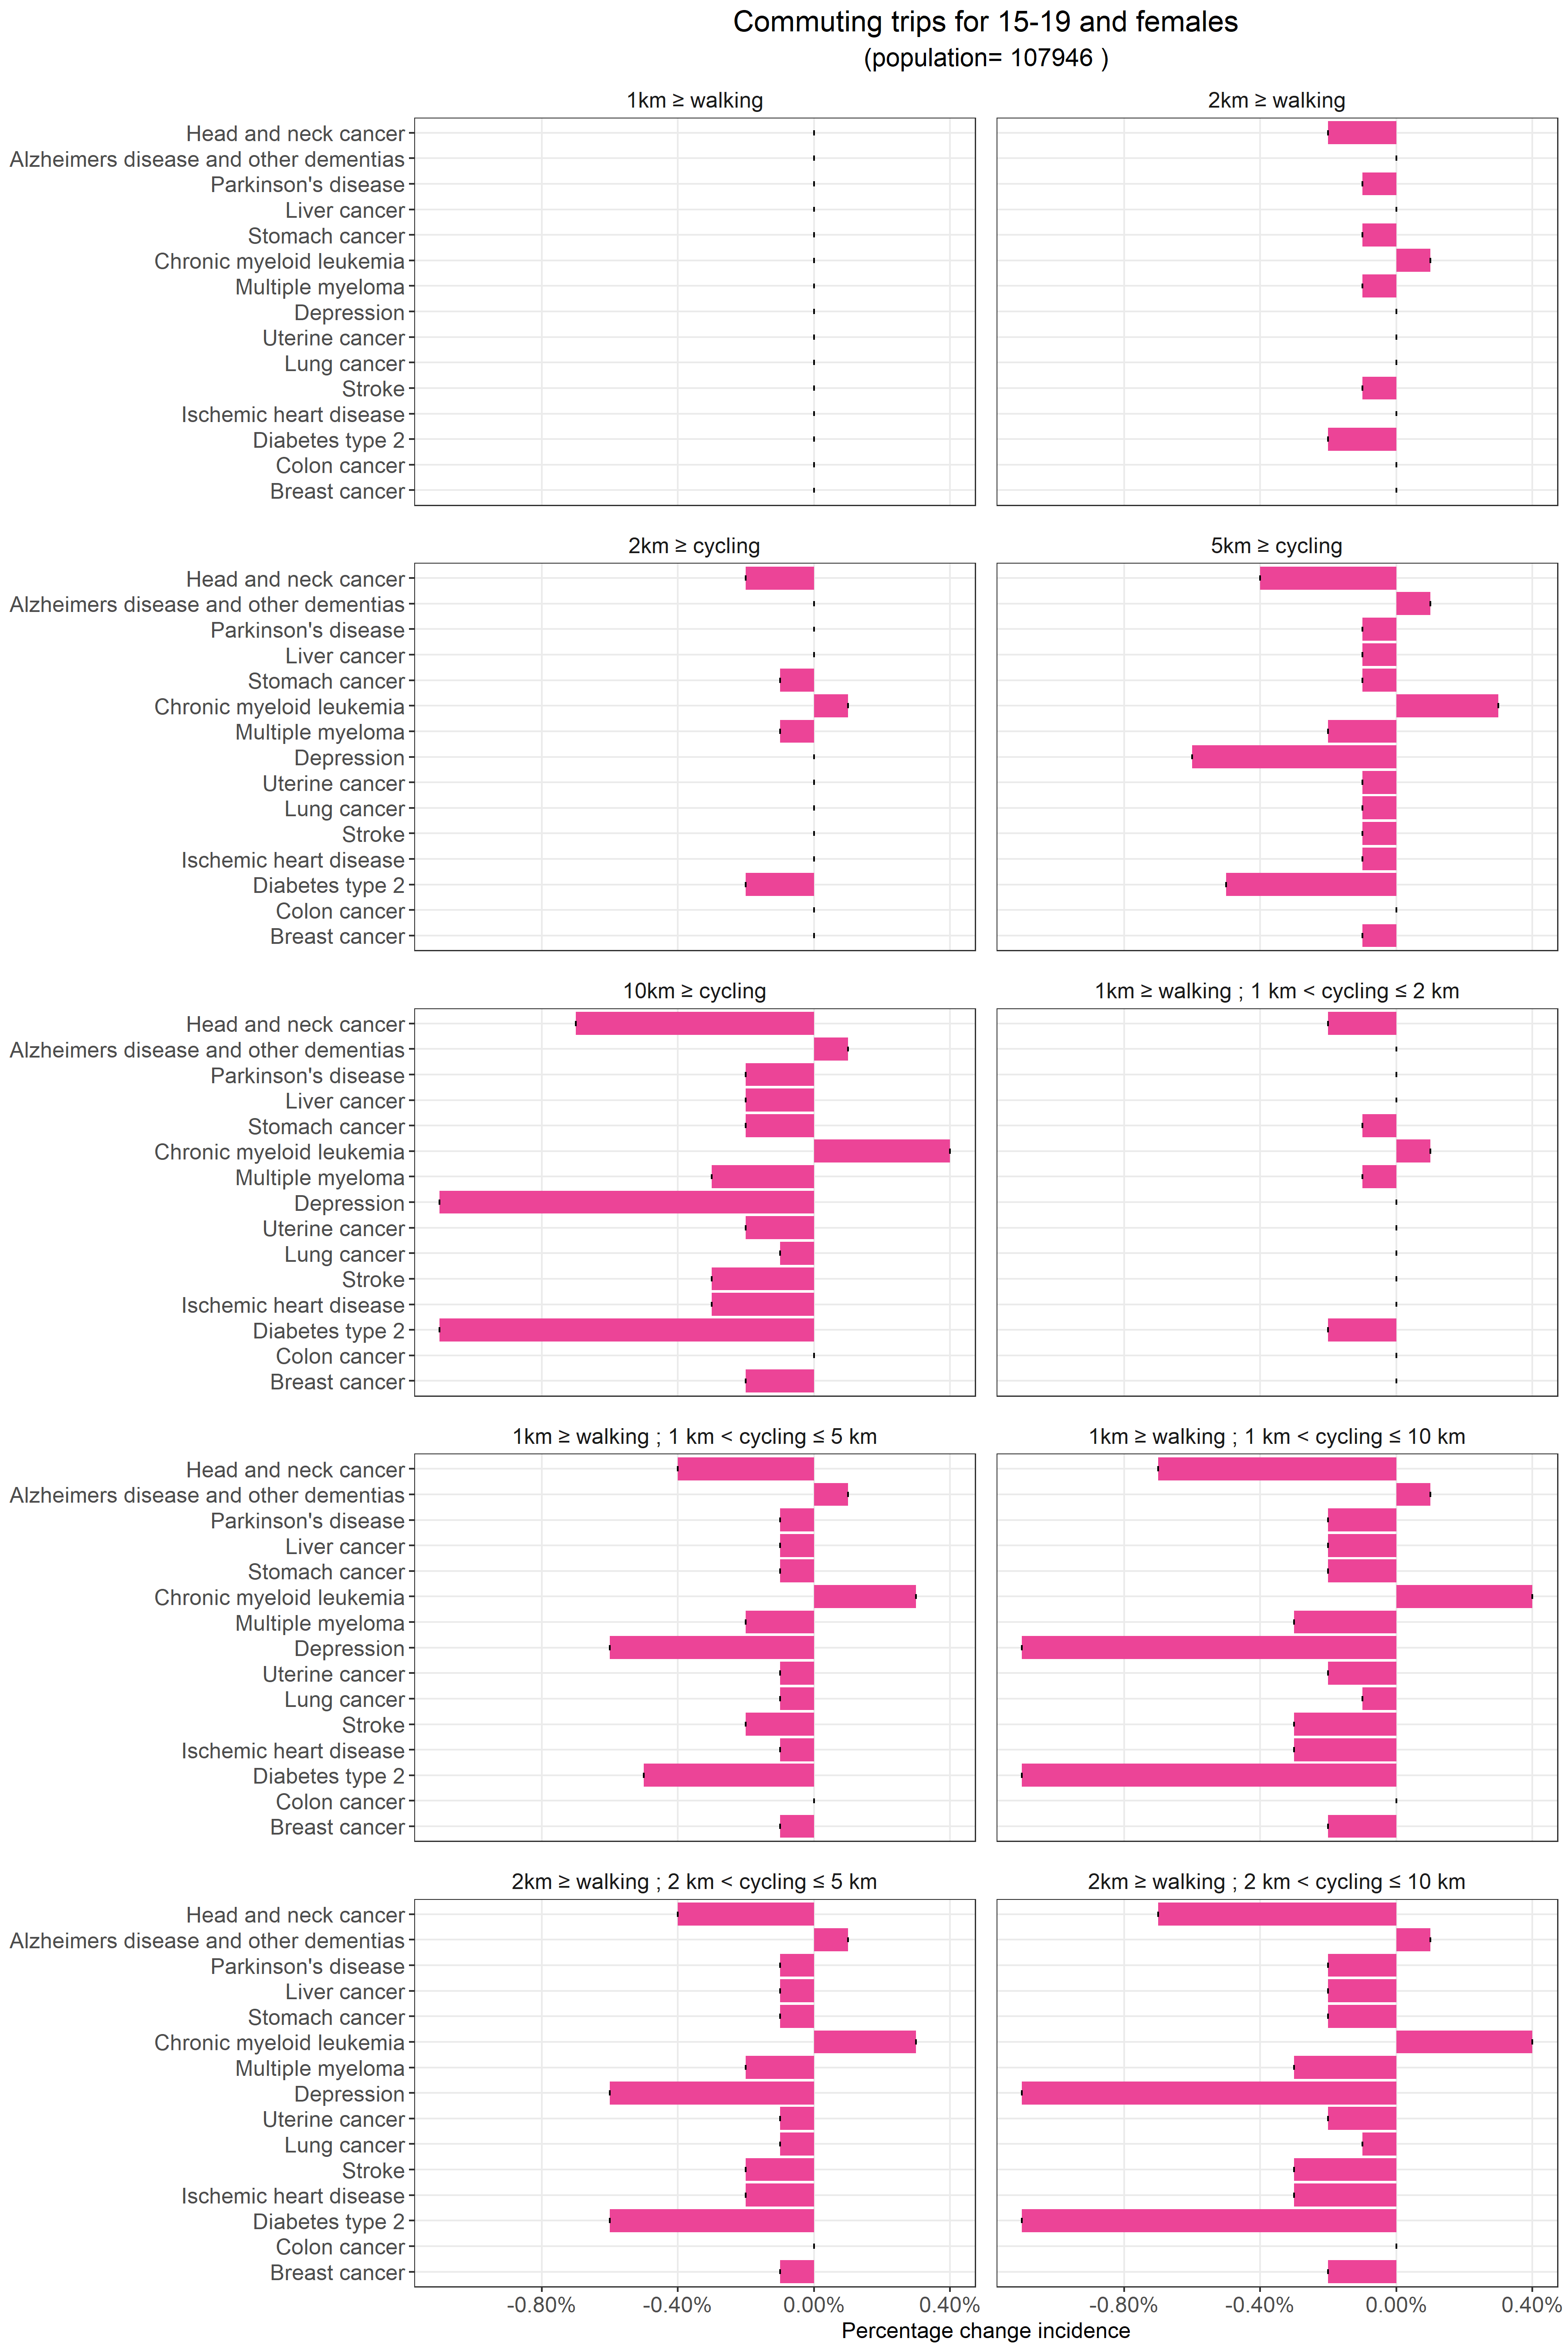 Commuting trips for 15-19 and females
(population= 107946 )
1km ≥ walking
2km ≥ walking
Head and neck cancer
Alzheimers disease and other dementias
Parkinson's disease
Liver cancer
Stomach cancer
Chronic myeloid leukemia
Multiple myeloma
Depression
Uterine cancer
Lung cancer
Stroke
Ischemic heart disease
Diabetes type 2
Colon cancer
Breast cancer
2km ≥ cycling
5km ≥ cycling
Head and neck cancer
Alzheimers disease and other dementias
Parkinson's disease
Liver cancer
Stomach cancer
Chronic myeloid leukemia
Multiple myeloma
Depression
Uterine cancer
Lung cancer
Stroke
Ischemic heart disease
Diabetes type 2
Colon cancer
Breast cancer
10km ≥ cycling
1km ≥ walking ; 1 km < cycling ≤ 2 km
Head and neck cancer
Alzheimers disease and other dementias
Parkinson's disease
Liver cancer
Stomach cancer
Chronic myeloid leukemia
Multiple myeloma
Depression
Uterine cancer
Lung cancer
Stroke
Ischemic heart disease
Diabetes type 2
Colon cancer
Breast cancer
1km ≥ walking ; 1 km < cycling ≤ 5 km
1km ≥ walking ; 1 km < cycling ≤ 10 km
Head and neck cancer
Alzheimers disease and other dementias
Parkinson's disease
Liver cancer
Stomach cancer
Chronic myeloid leukemia
Multiple myeloma
Depression
Uterine cancer
Lung cancer
Stroke
Ischemic heart disease
Diabetes type 2
Colon cancer
Breast cancer
2km ≥ walking ; 2 km < cycling ≤ 5 km
2km ≥ walking ; 2 km < cycling ≤ 10 km
Head and neck cancer
Alzheimers disease and other dementias
Parkinson's disease
Liver cancer
Stomach cancer
Chronic myeloid leukemia
Multiple myeloma
Depression
Uterine cancer
Lung cancer
Stroke
Ischemic heart disease
Diabetes type 2
Colon cancer
Breast cancer
-0.80% -0.40% 0.00% 0.40%
-0.80% -0.40% 0.00% 0.40%
Percentage change incidence